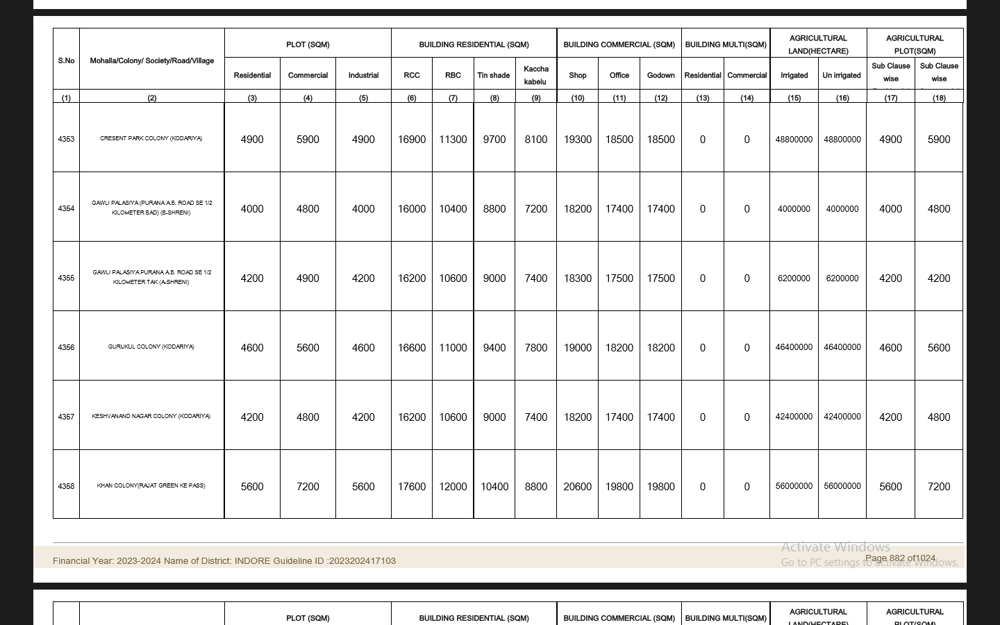 S.No Mohalla/Colony/ Society/Road/Village PLOT (SQM) BUILDING RESIDENTIAL (SQM) BUILDING COMMERCIAL (SQM) BUILDING MULTI(SQM) AGRICULTURAL LAND(HECTARE) AGRICULTURAL PLOT(SQM)
Residential Commercial Industrial RCC RBC Tin shade Kaccha kabelu Shop Office Godown Residential Commercial Irrigated Un irrigated Sub Clause wise Sub Clause wise
(1) (2) (3) (4) (5) (6) (7) (8) (9) (10) (11) (12) (13) (14) (15) (16) (17) (18)
4353 CRESENT PARK COLONY (KODARIYA) 4900 5900 4900 16900 11300 9700 8100 19300 18500 18500 0 0 48800000 48800000 4900 5900
4354 GAWLI PALASIYA (PURANA A.B. ROAD SE 1/2 KILOMETER BAD) (B-SHRENI) 4000 4800 4000 16000 10400 8800 7200 18200 17400 17400 0 0 4000000 4000000 4000 4800
4355 GAWLI PALASIYA PURANA A.B. ROAD SE 1/2 KILOMETER TAK (A-SHRENI) 4200 4900 4200 16200 10600 9000 7400 18300 17500 17500 0 0 6200000 6200000 4200 4200
4356 GURUKUL COLONY (KODARIYA) 4600 5600 4600 16600 11000 9400 7800 19000 18200 18200 0 0 46400000 46400000 4600 5600
4357 KESHVANAND NAGAR COLONY (KODARIYA) 4200 4800 4200 16200 10600 9000 7400 18200 17400 17400 0 0 42400000 42400000 4200 4800
4358 KHAN COLONY(RAJAT GREEN KE PASS) 5600 7200 5600 17600 12000 10400 8800 20600 19800 19800 0 0 56000000 56000000 5600 7200
Activate Windows
Financial Year: 2023-2024 Name of District: INDORE Guideline ID :2023202417103 Page 882 of1024
Go to PC settings to activate Windows.
PLOT (SQM) BUILDING RESIDENTIAL (SQM) BUILDING COMMERCIAL (SQM) BUILDING MULTI(SQM) AGRICULTURAL LAND(HECTARE) AGRICULTURAL PLOT(SQM)